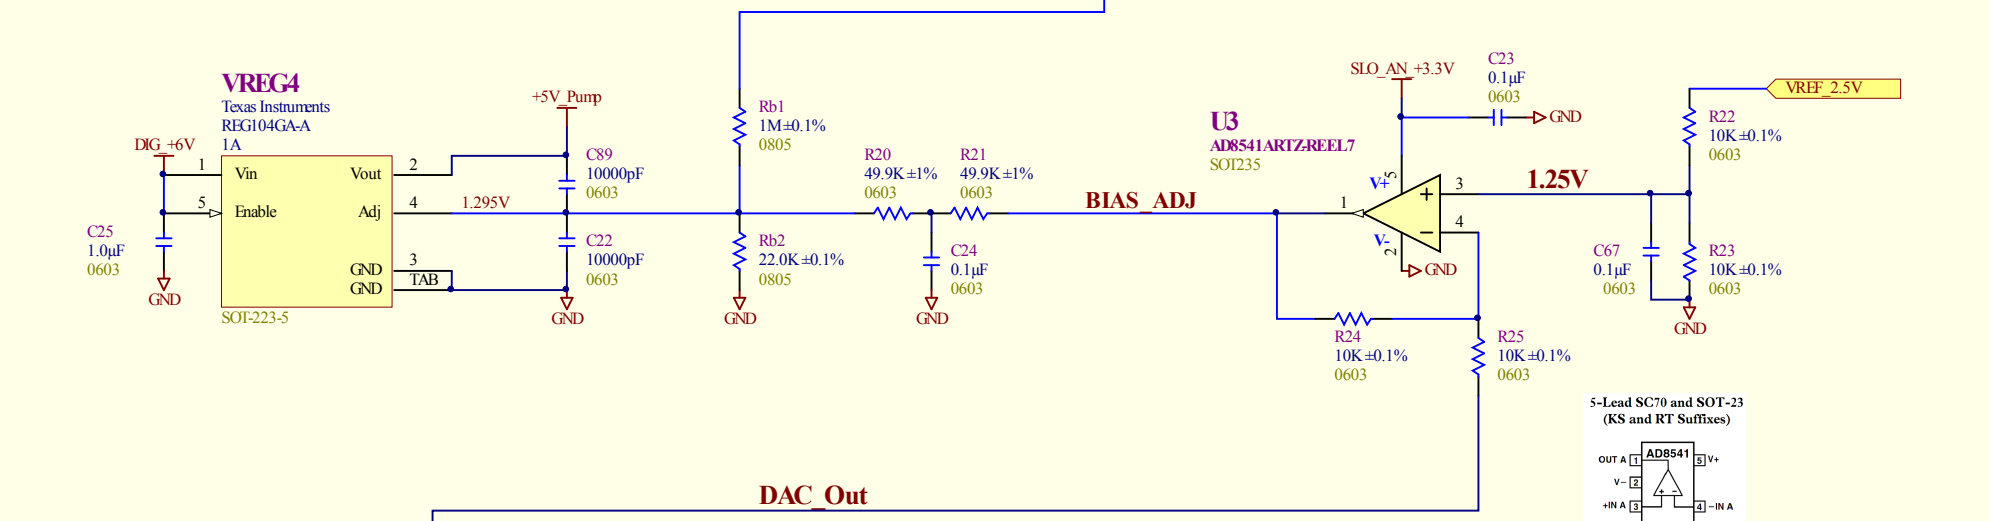 VREG4
Texas Instruments
REG104GA-A
1A
DIG_+6V
1
Vin
Vout
2
5
Enable
Adj
4
3
GND
TAB
GND
SOT-223-5
C25
1.0µF
0603
GND
+5V_Pump
C89
10000pF
0603
1.295V
C22
10000pF
0603
GND
Rb1
1M±0.1%
0805
Rb2
22.0K±0.1%
0805
GND
R20
49.9K±1%
0603
R21
49.9K±1%
0603
C24
0.1µF
0603
GND
BIAS_ADJ
U3
AD8541ARTZ-REEL7
SOT235
SLO_AN_+3.3V
C23
0.1µF
0603
GND
V+
5
1
+
3
−
4
V-
2
GND
1.25V
VREF_2.5V
R22
10K±0.1%
0603
C67
0.1µF
0603
R23
10K±0.1%
0603
GND
R24
10K±0.1%
0603
R25
10K±0.1%
0603
DAC_Out
5-Lead SC70 and SOT-23
(KS and RT Suffixes)
AD8541
OUT A 1
5 V+
V− 2
+ −
+IN A 3
4 −IN A